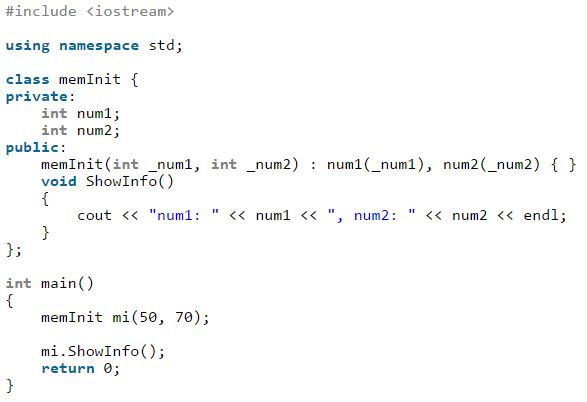 #include <iostream>
using namespace std;
class memInit {
private:
    int num1;
    int num2;
public:
    memInit(int _num1, int _num2) : num1(_num1), num2(_num2) { }
    void ShowInfo()
    {
        cout << "num1: " << num1 << ", num2: " << num2 << endl;
    }
};
int main()
{
    memInit mi(50, 70);
    mi.ShowInfo();
    return 0;
}